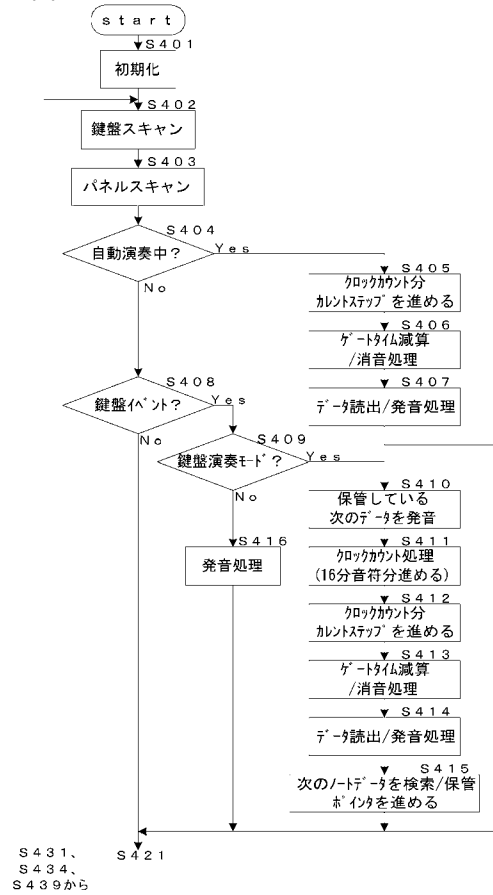 start
S401
初期化
S402
鍵盤スキャン
S403
パネルスキャン
S404
自動演奏中？
Yes
No
S405
クロックカウント分
カレントステップを進める
S406
ゲートタイム減算
/消音処理
S407
データ読出/発音処理
S408
鍵盤イベント？
Yes
No
S409
鍵盤演奏モード？
Yes
No
S410
保管している
次のデータを発音
S411
クロックカウント処理
(16分音符分進める)
S412
クロックカウント分
カレントステップを進める
S413
ゲートタイム減算
/消音処理
S414
データ読出/発音処理
S415
次のノートデータを検索/保管
ポインタを進める
S416
発音処理
S431、
S434、
S439から
S421